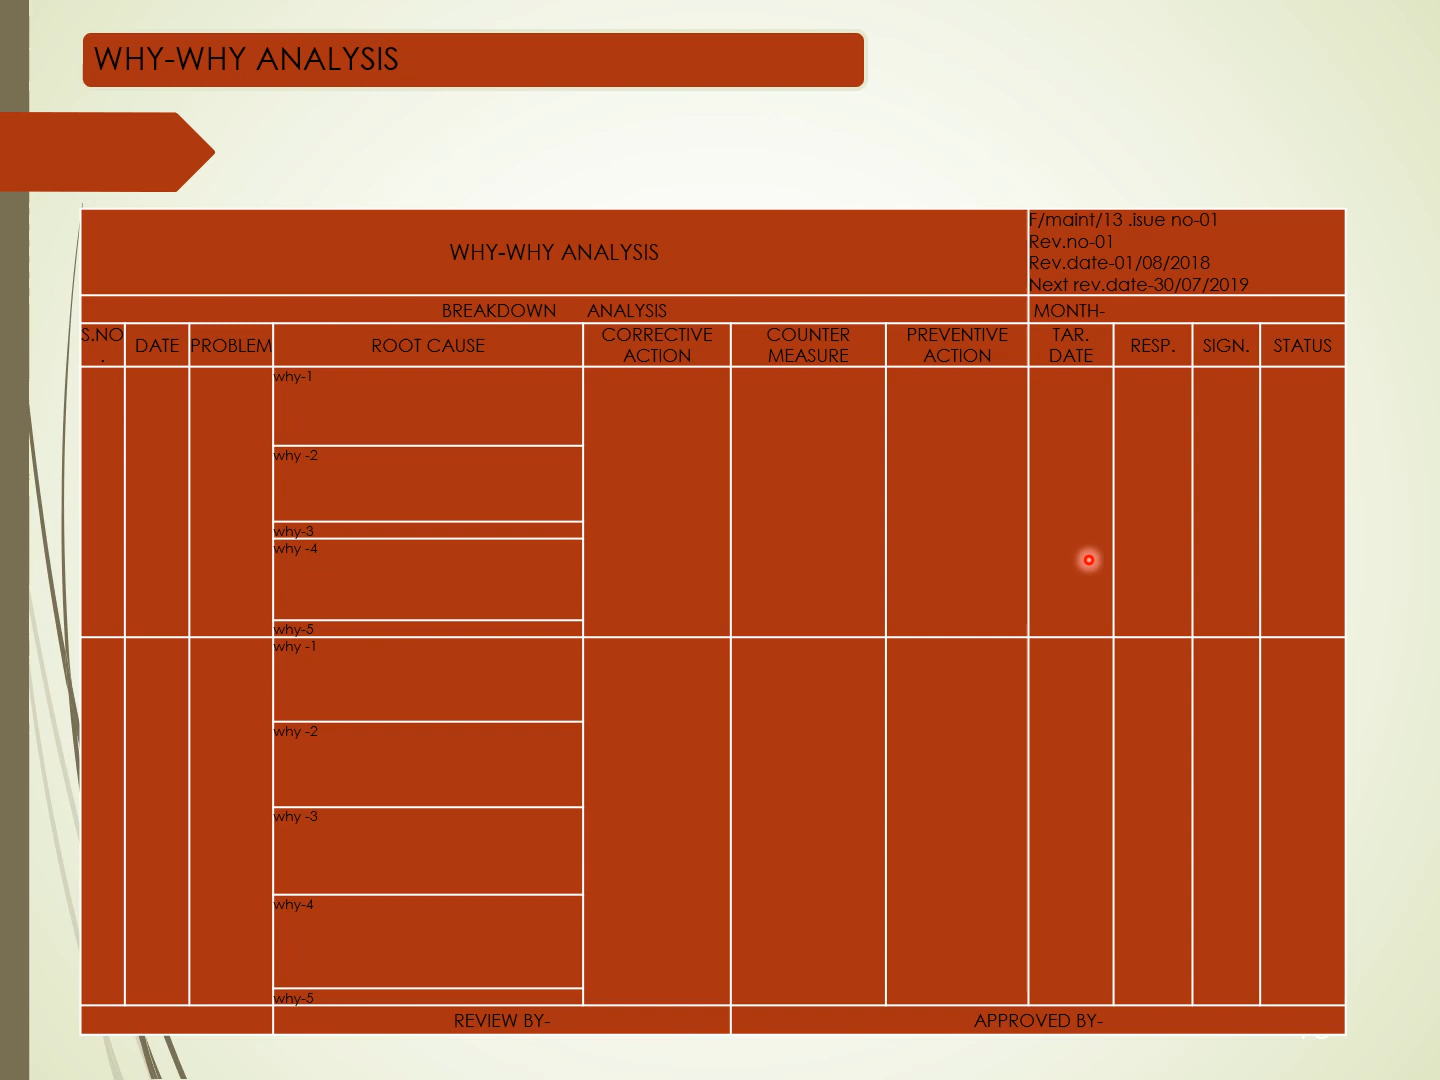 WHY-WHY ANALYSIS
WHY-WHY ANALYSIS
F/maint/13 .isue no-01
Rev.no-01
Rev.date-01/08/2018
Next rev.date-30/07/2019
BREAKDOWN ANALYSIS
MONTH-
S.NO
.
DATE
PROBLEM
ROOT CAUSE
CORRECTIVE
ACTION
COUNTER
MEASURE
PREVENTIVE
ACTION
TAR.
DATE
RESP.
SIGN.
STATUS
why-1
why -2
why-3
why -4
why-5
why -1
why -2
why -3
why-4
why-5
REVIEW BY-
APPROVED BY-